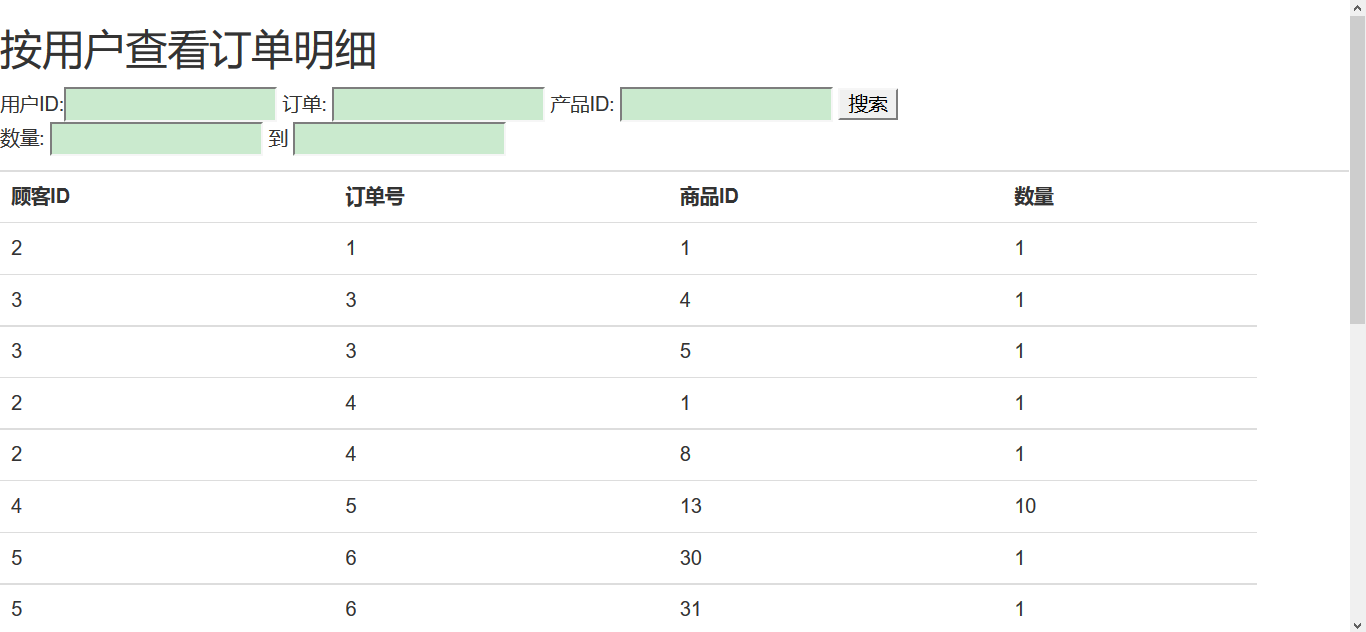 按用户查看订单明细
用户ID: 订单: 产品ID: 搜索
数量: 到
顾客ID 订单号 商品ID 数量
2 1 1 1
3 3 4 1
3 3 5 1
2 4 1 1
2 4 8 1
4 5 13 10
5 6 30 1
5 6 31 1